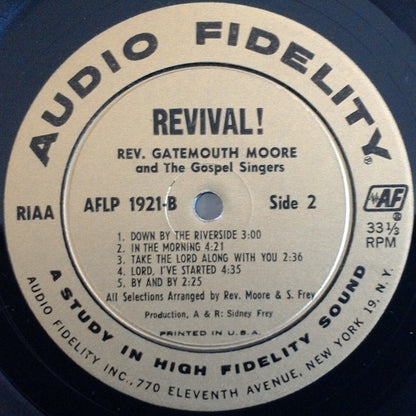 AUDIO FIDELITY®
REVIVAL!
REV. GATEMOUTH MOORE
and The Gospel Singers
RIAA
AFLP 1921-B
Side 2
AF
33 1/3
RPM
1. DOWN BY THE RIVERSIDE 3:00
2. IN THE MORNING 4:21
3. TAKE THE LORD ALONG WITH YOU 2:36
4. LORD, I'VE STARTED 4:35
5. BY AND BY 2:25
All Selections Arranged by Rev. Moore & S. Frey
Production, A & R: Sidney Frey
PRINTED IN U.S.A.
A STUDY IN HIGH FIDELITY SOUND
AUDIO FIDELITY INC., 770 ELEVENTH AVENUE, NEW YORK 19, N.Y.